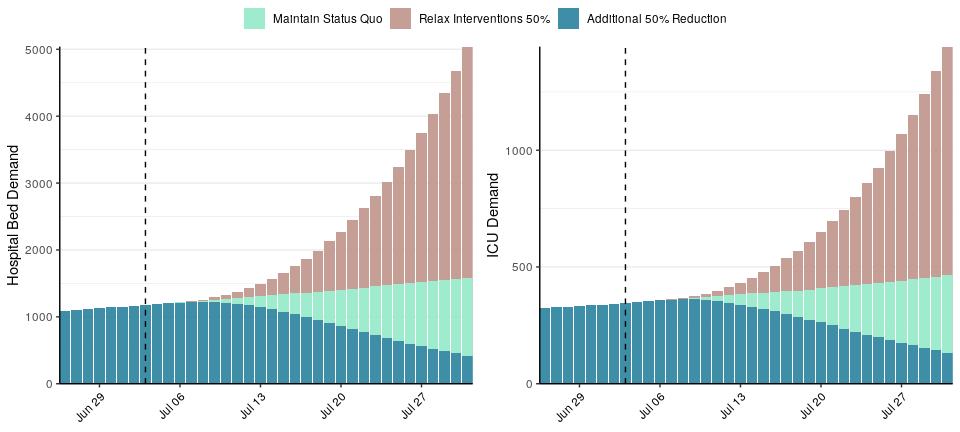 Maintain Status Quo Relax Interventions 50% Additional 50% Reduction
Hospital Bed Demand
5000
4000
3000
2000
1000
0
Jun 29 Jul 06 Jul 13 Jul 20 Jul 27
ICU Demand
1000
500
0
Jun 29 Jul 06 Jul 13 Jul 20 Jul 27